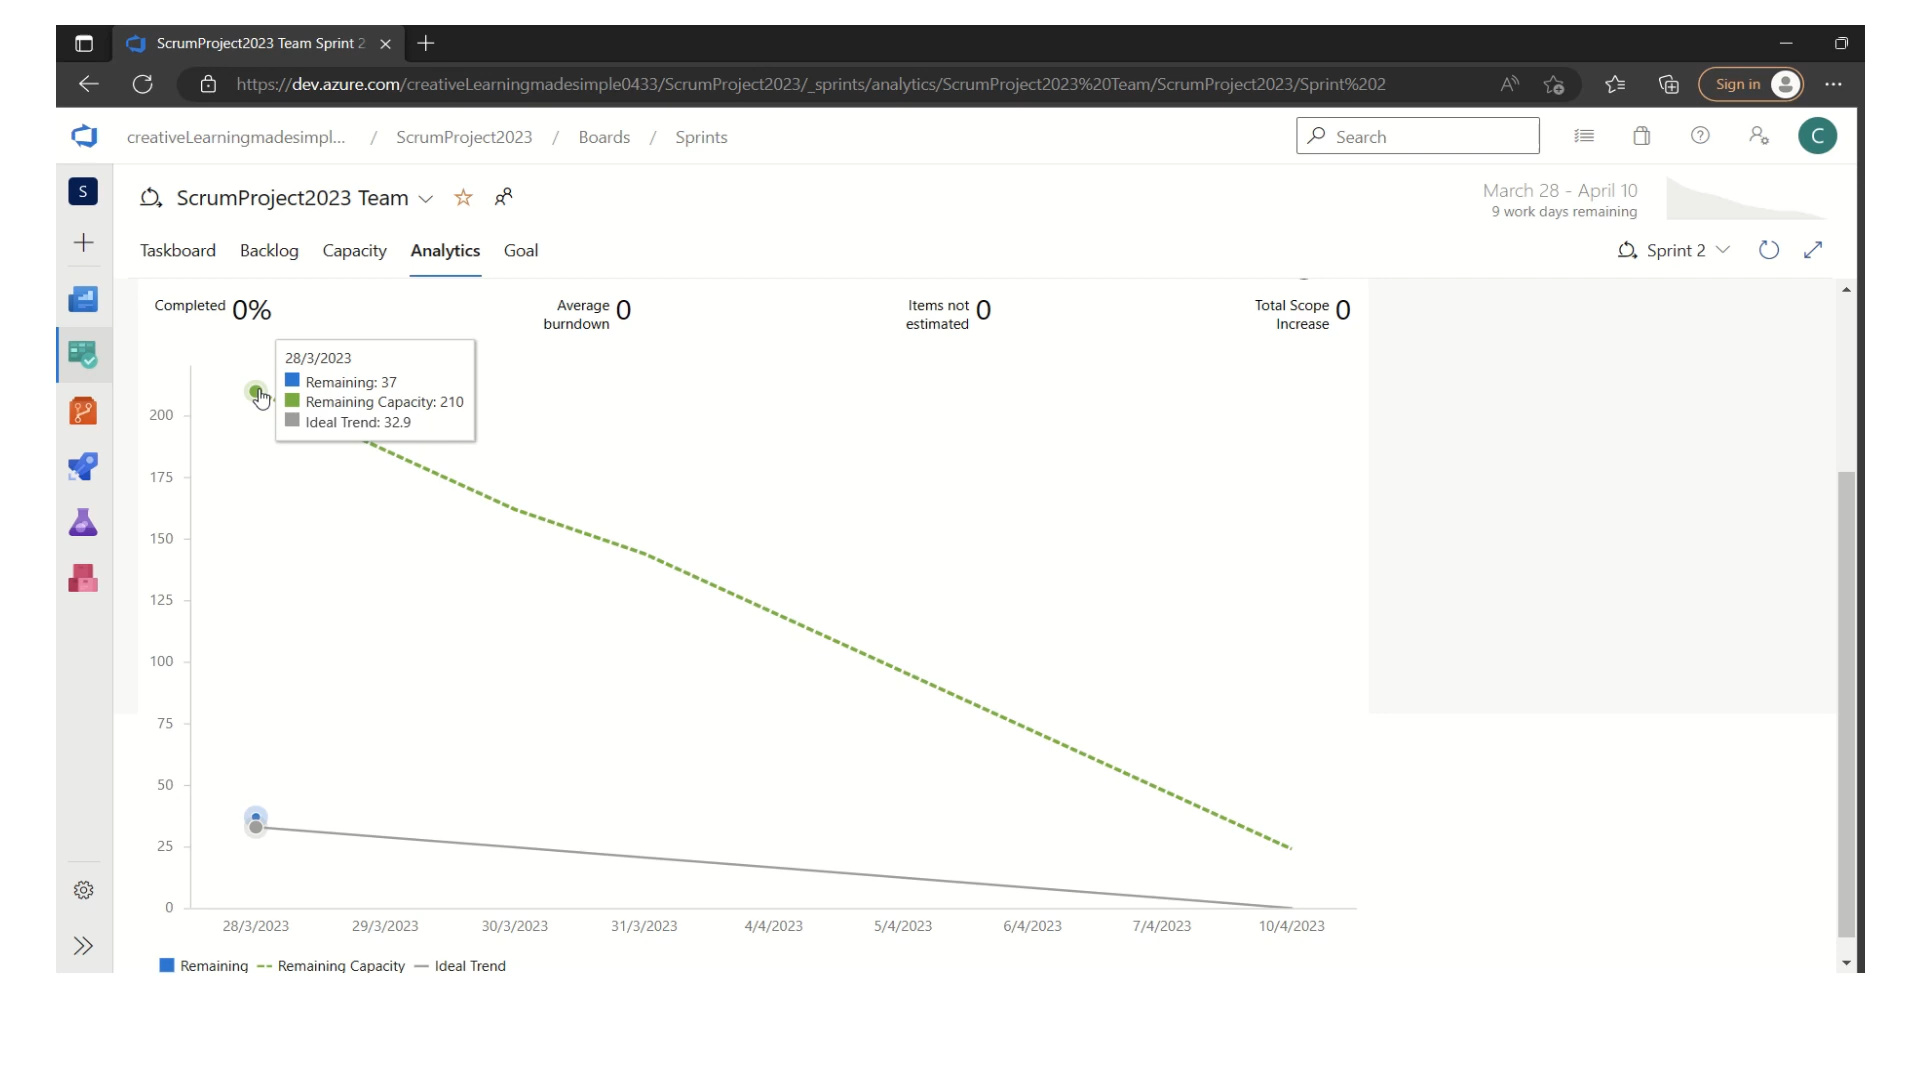 ScrumProject2023 Team Sprint 2
https://dev.azure.com/creativeLearningmadesimple0433/ScrumProject2023/_sprints/analytics/ScrumProject2023%20Team/ScrumProject2023/Sprint%202
Sign in
creativeLearningmadesimpl... / ScrumProject2023 / Boards / Sprints
Search
C
S
ScrumProject2023 Team
March 28 - April 10
9 work days remaining
Taskboard Backlog Capacity Analytics Goal
Sprint 2
Completed 0%
Average burndown 0
Items not estimated 0
Total Scope Increase 0
28/3/2023
Remaining: 37
Remaining Capacity: 210
Ideal Trend: 32.9
200
175
150
125
100
75
50
25
0
28/3/2023 29/3/2023 30/3/2023 31/3/2023 4/4/2023 5/4/2023 6/4/2023 7/4/2023 10/4/2023
Remaining Remaining Capacity Ideal Trend